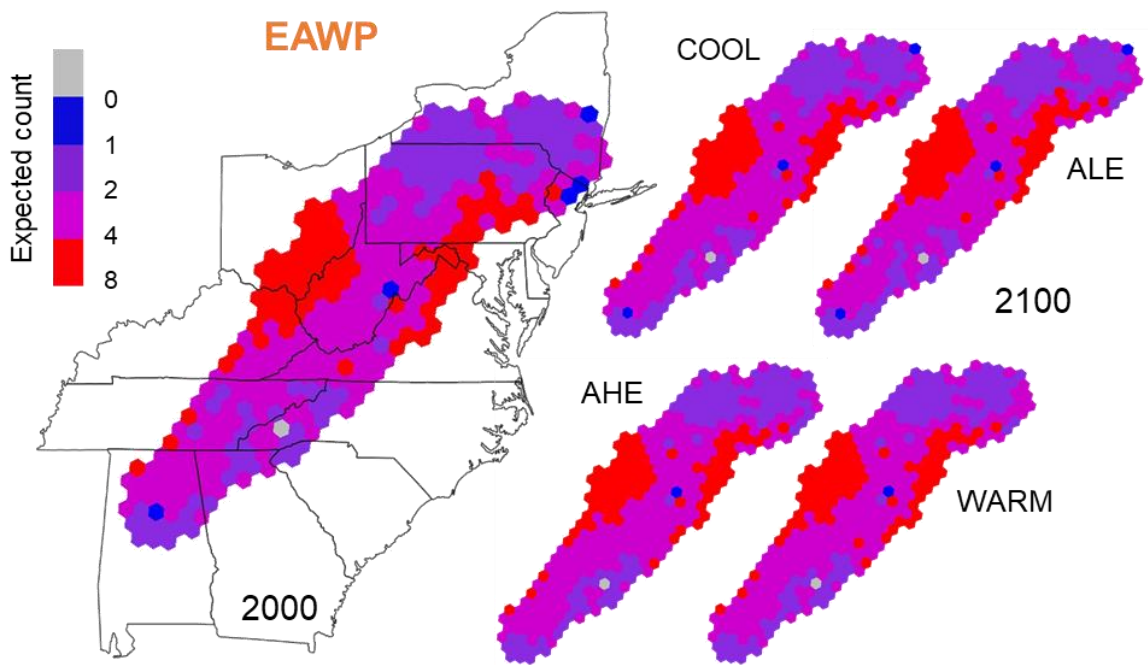 EAWP
Expected count
0
1
2
4
8
2000
COOL
ALE
2100
AHE
WARM